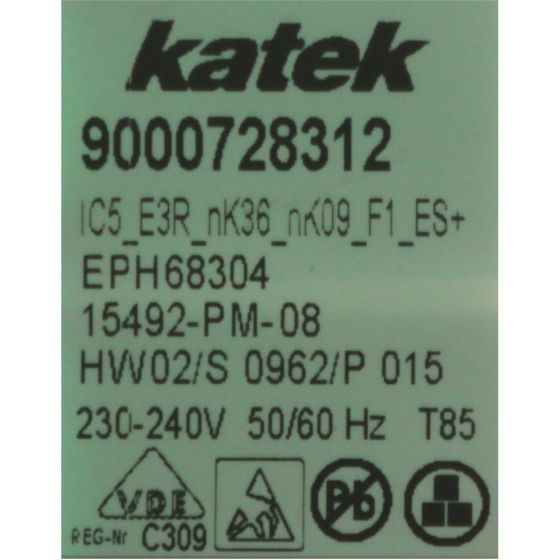 katek
9000728312
IC5_E3R_nK36_nK09_F1_ES+
EPH68304
15492-PM-08
HW02/S 0962/P 015
230-240V 50/60 Hz T85
VDE Pb
REG-Nr C309